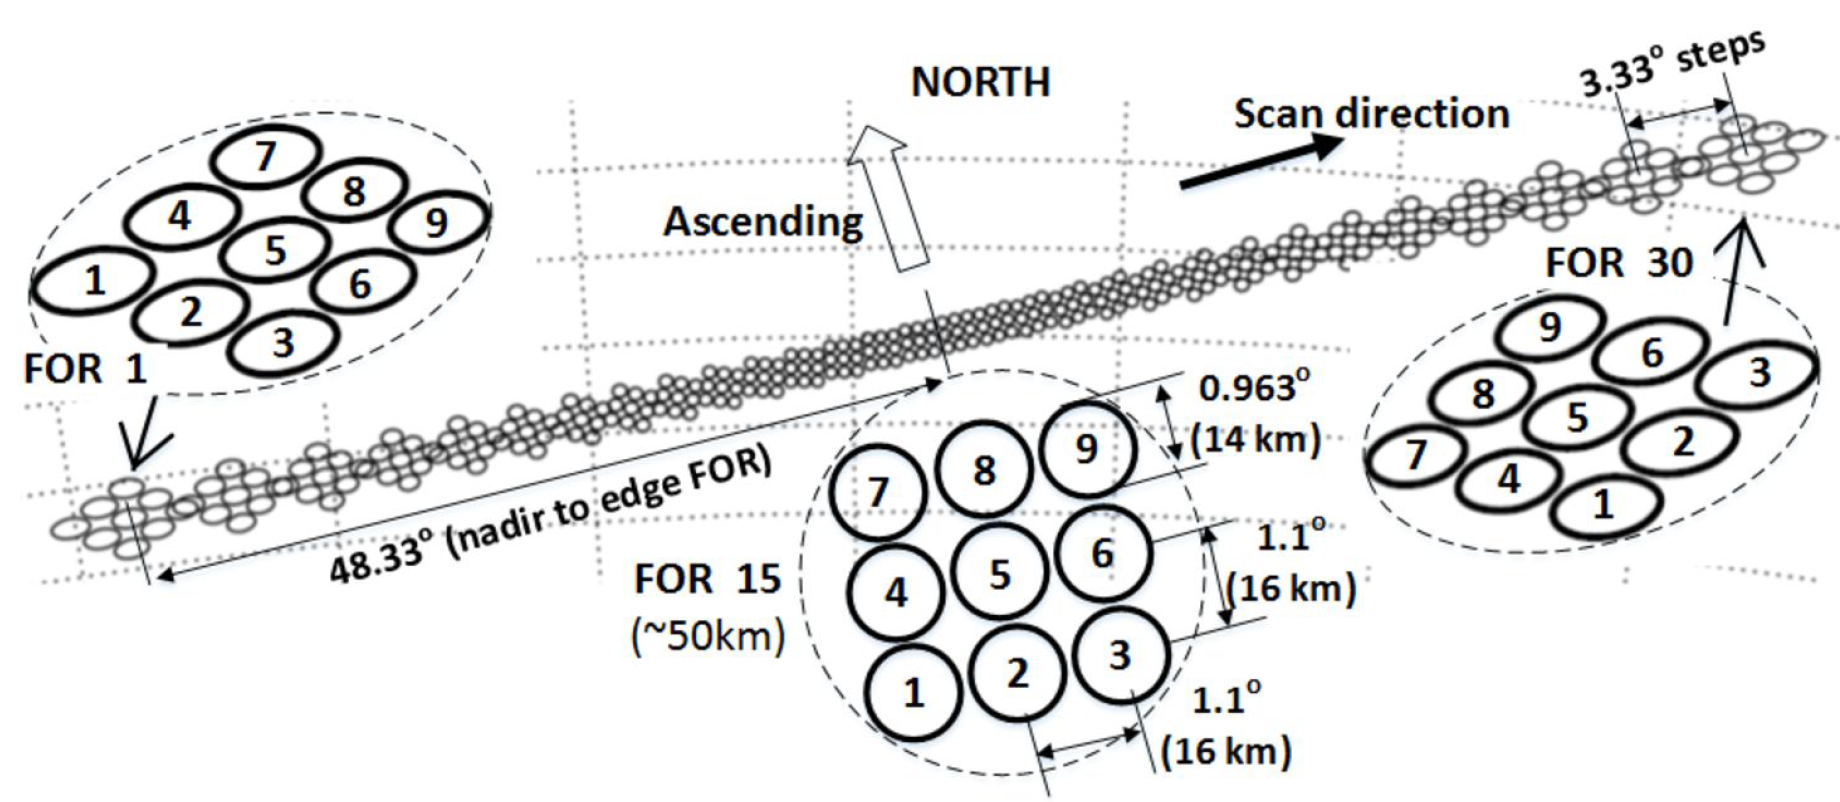 NORTH
3.33° steps
Scan direction
Ascending
7
8
4
9
5
1
6
2
3
FOR 1
FOR 30
9
6
3
8
5
2
7
4
1
48.33° (nadir to edge FOR)
0.963°
(14 km)
9
8
7
1.1°
(16 km)
6
5
4
FOR 15
(~50km)
3
2
1
1.1°
(16 km)